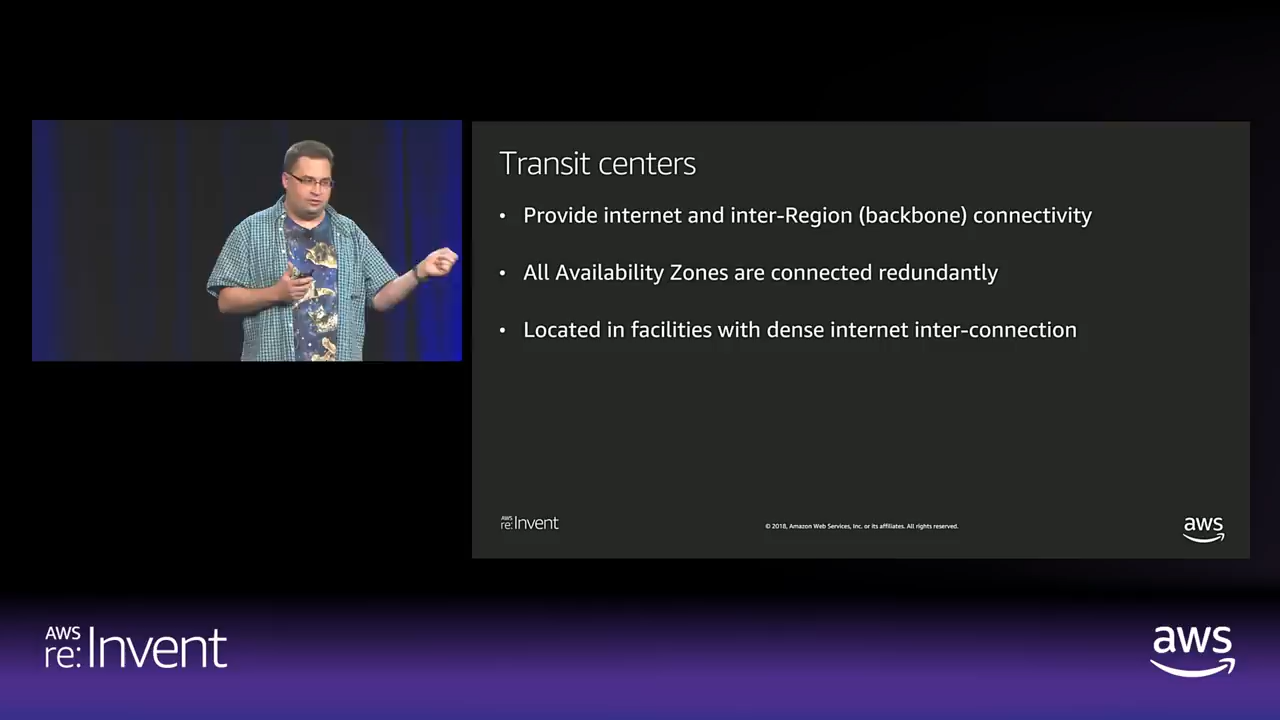 Transit centers
• Provide internet and inter-Region (backbone) connectivity
• All Availability Zones are connected redundantly
• Located in facilities with dense internet inter-connection
AWS
re:Invent
© 2018, Amazon Web Services, Inc. or its affiliates. All rights reserved.
aws
AWS
re:Invent
aws